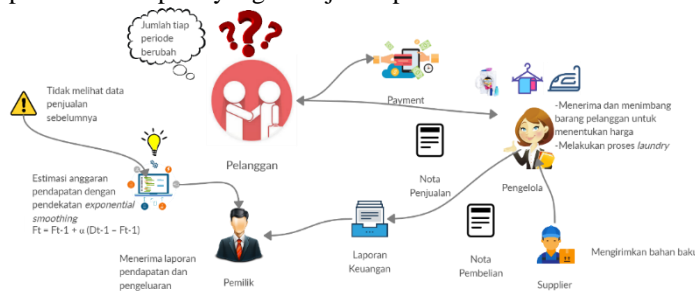 Jumlah tiap
periode
berubah
???
Tidak melihat data
penjualan
sebelumnya
Payment
-Menerima dan menimbang
barang pelanggan untuk
menentukan harga
-Melakukan proses laundry
Pelanggan
Estimasi anggaran
pendapatan dengan
pendekatan exponential
smoothing
Ft = Ft-1 + α (Dt-1 – Ft-1)
Nota
Penjualan
Pengelola
Menerima laporan
pendapatan dan
pengeluaran
Pemilik
Laporan
Keuangan
Nota
Pembelian
Supplier
Mengirimkan bahan baku